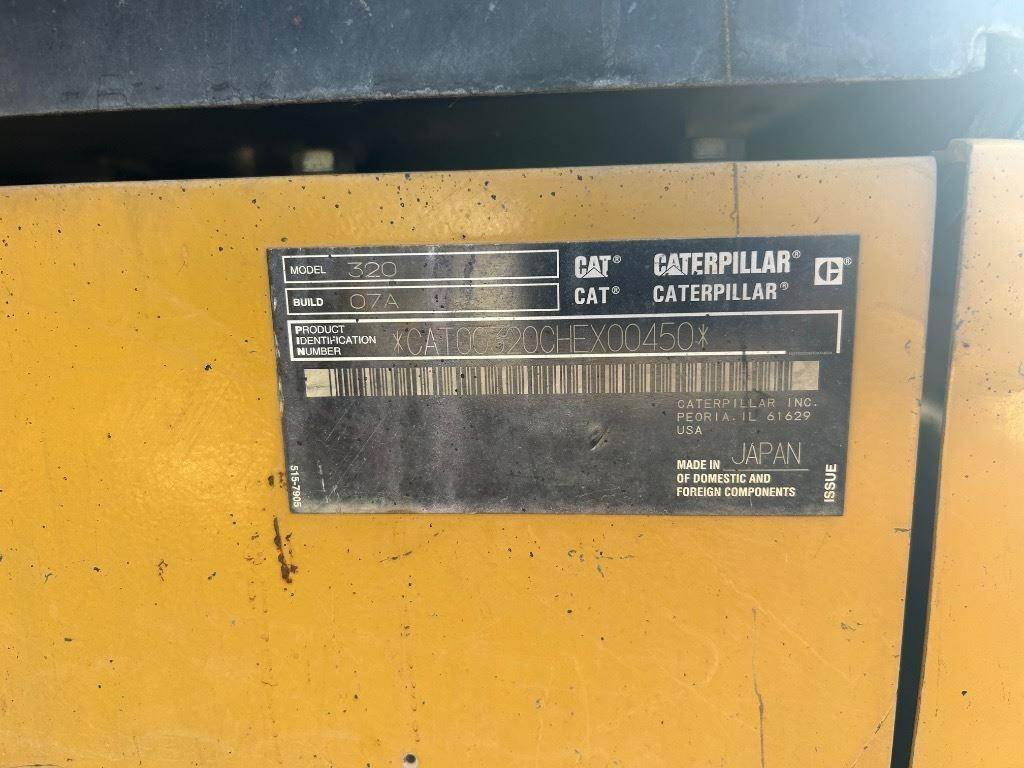 MODEL 320
BUILD 07A
CAT® CATERPILLAR® ®
CAT® CATERPILLAR®
PRODUCT
IDENTIFICATION
NUMBER
*CAT00320CHEX00450*
CATERPILLAR INC.
PEORIA, IL 61629
USA
MADE IN JAPAN
OF DOMESTIC AND
FOREIGN COMPONENTS
ISSUE
515-7905